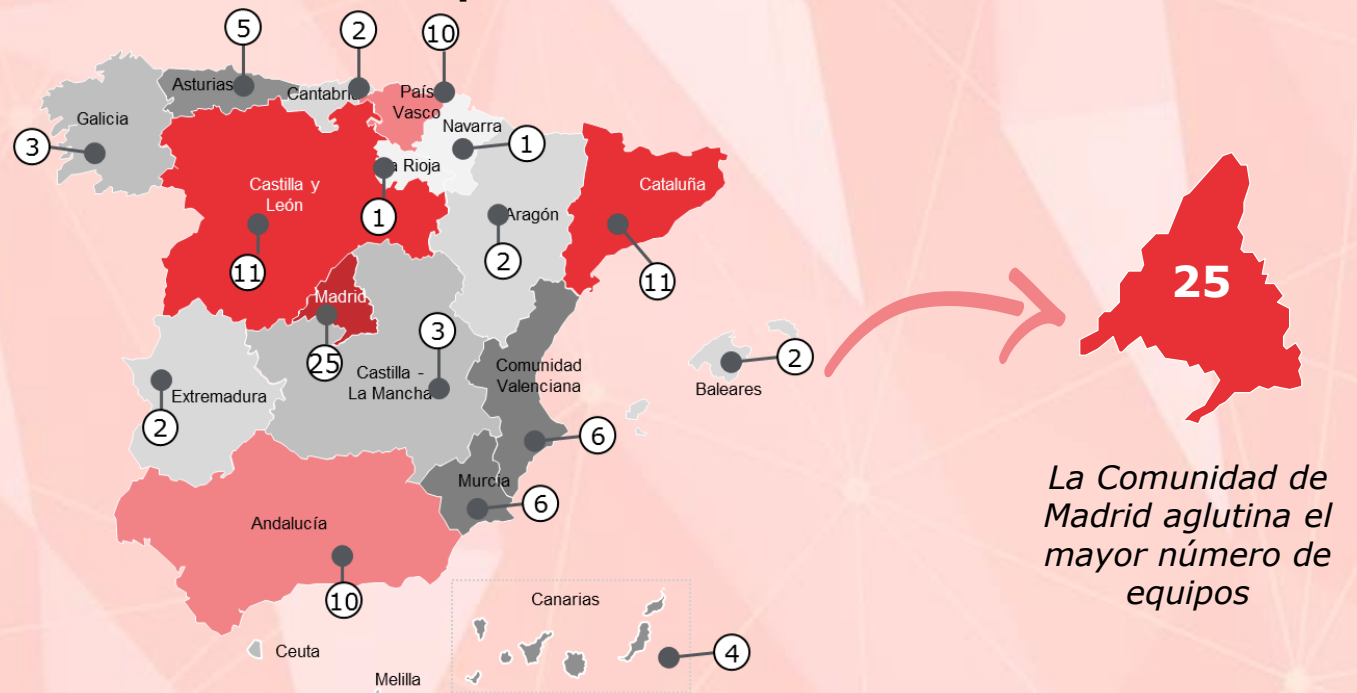 5
2
10
Asturias
Cantabria
País
Vasco
Galicia
Navarra
3
1
La Rioja
Castilla y
León
Cataluña
1
Aragón
11
2
11
Madrid
25
25
3
Castilla -
La Mancha
Comunidad
Valenciana
2
Baleares
Extremadura
2
6
Murcia
6
Andalucía
10
Canarias
Ceuta
4
Melilla
La Comunidad de
Madrid aglutina el
mayor número de
equipos